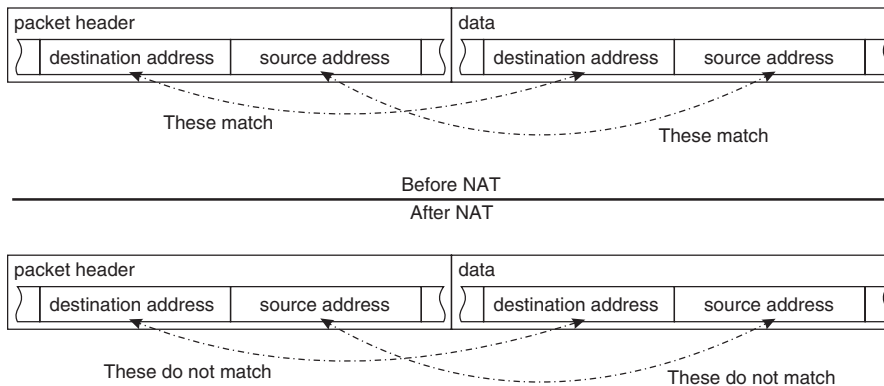 packet header
data
destination address
source address
destination address
source address
These match
These match
Before NAT
After NAT
packet header
data
destination address
source address
destination address
source address
These do not match
These do not match